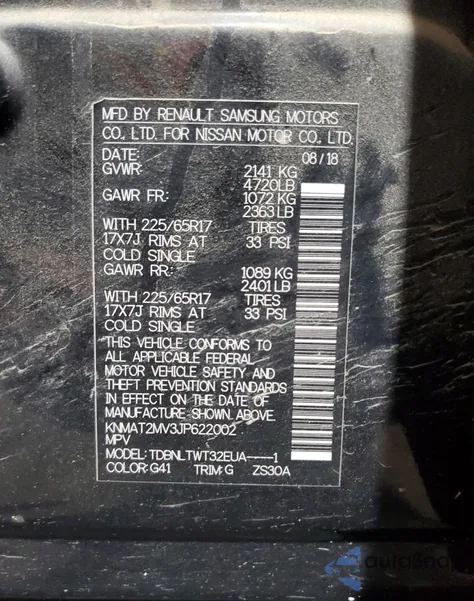 MFD BY RENAULT SAMSUNG MOTORS
CO., LTD. FOR NISSAN MOTOR CO., LTD.
DATE: 08/18
GVWR: 2141 KG
4720LB
GAWR FR: 1072 KG
2363 LB
WITH 225/65R17 TIRES
17X7J RIMS AT 33 PSI
COLD SINGLE
GAWR RR: 1089 KG
2401 LB
WITH 225/65R17 TIRES
17X7J RIMS AT 33 PSI
COLD SINGLE
THIS VEHICLE CONFORMS TO
ALL APPLICABLE FEDERAL
MOTOR VEHICLE SAFETY AND
THEFT PREVENTION STANDARDS
IN EFFECT ON THE DATE OF
MANUFACTURE SHOWN ABOVE.
KNMAT2MV3JP622002
MPV
MODEL: TDBNLTWT32EUA-----1
COLOR: G41 TRIM: G ZS30A
autoBnap